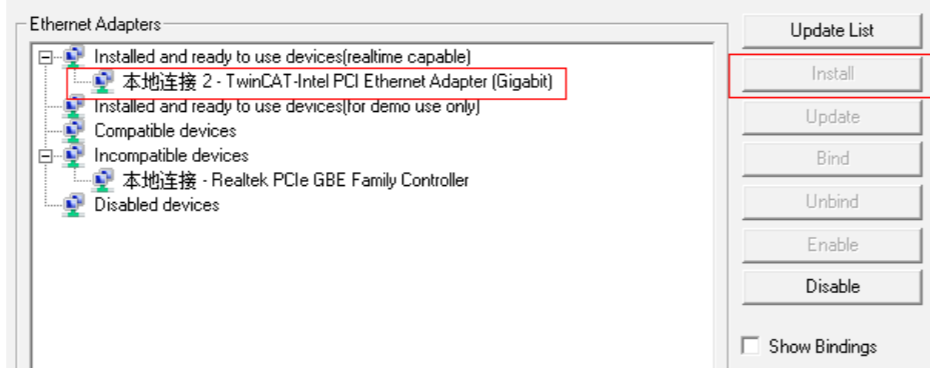 Ethernet Adapters
Installed and ready to use devices(realtime capable)
本地连接 2 - TwinCAT-Intel PCI Ethernet Adapter (Gigabit)
Installed and ready to use devices(for demo use only)
Compatible devices
Incompatible devices
本地连接 - Realtek PCIe GBE Family Controller
Disabled devices
Update List
Install
Update
Bind
Unbind
Enable
Disable
Show Bindings